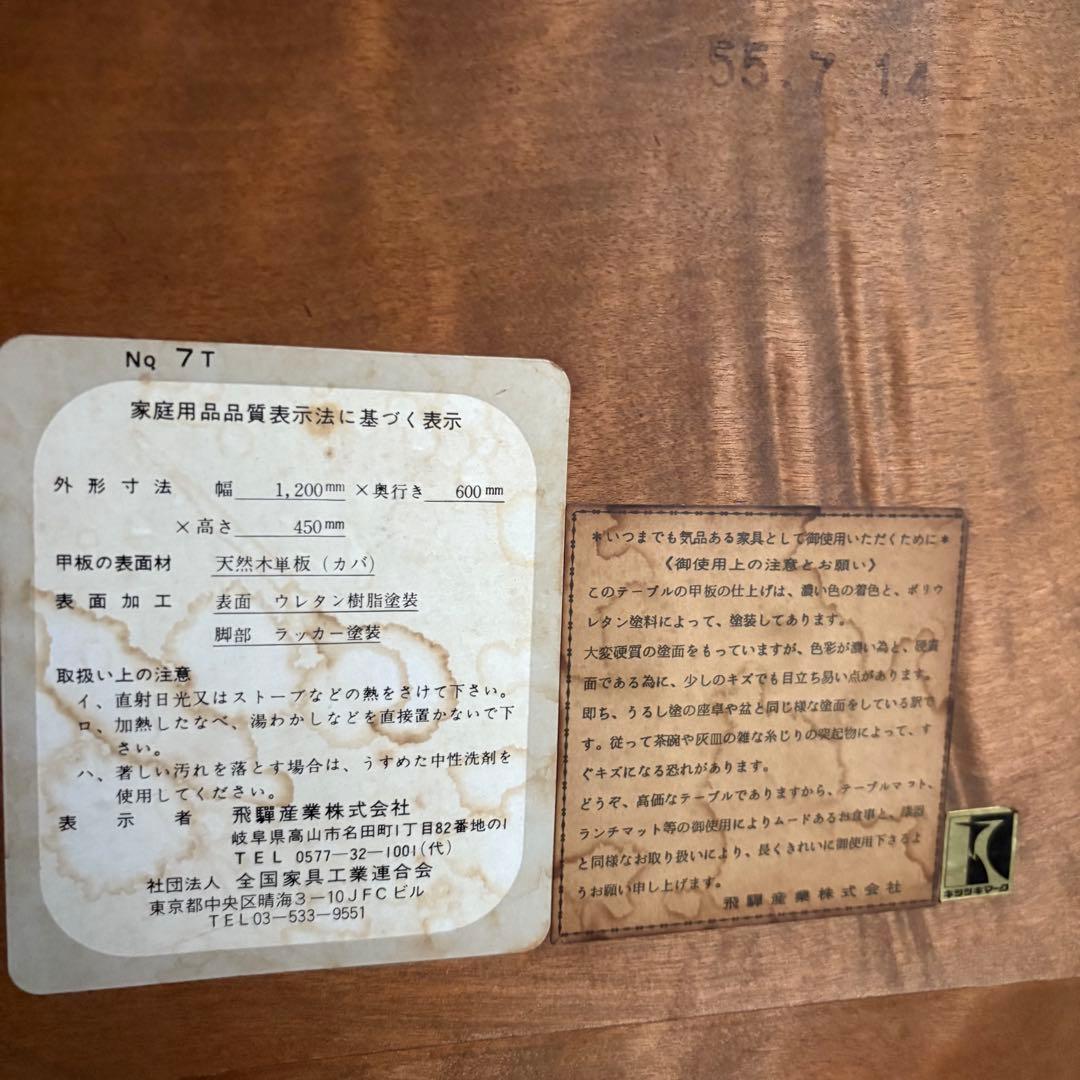 55.7.14
No. 7T
家庭用品品質表示法に基づく表示
外形寸法 幅 1,200mm ×奥行き 600mm
×高さ 450mm
甲板の表面材 天然木単板(カバ)
表面加工 表面 ウレタン樹脂塗装
脚部 ラッカー塗装
取扱い上の注意
イ、直射日光又はストーブなどの熱をさけて下さい。
ロ、加熱したなべ、湯わかしなどを直接置かないで下
さい。
ハ、著しい汚れを落とす場合は、うすめた中性洗剤を
使用してください。
表示者 飛驒産業株式会社
岐阜県高山市名田町1丁目82番地の1
TEL 0577-32-1001(代)
社団法人 全国家具工業連合会
東京都中央区晴海3-10JFCビル
TEL03-533-9551
*いつまでも気品ある家具として御使用いただくために*
《御使用上の注意とお願い》
このテーブルの甲板の仕上げは、濃い色の着色と、ポリウ
レタン塗料によって、塗装してあります。
大変硬質の塗面をもっていますが、色彩が濃い為と、硬質
面である為に、少しのキズでも目立ち易い点があります。
即ち、うるし塗の座卓や盆と同じ様な塗面をしている訳で
す。従って茶碗や灰皿の雑な糸じりの突起物によって、す
ぐキズになる恐れがあります。
どうぞ、高価なテーブルでありますから、テーブルマット、
ランチマット等の御使用によりムードあるお食事と、漆器
と同様なお取り扱いにより、長くきれいに御使用下さるよ
うお願い申し上げます。
飛驒産業株式会社
キツツキマーク